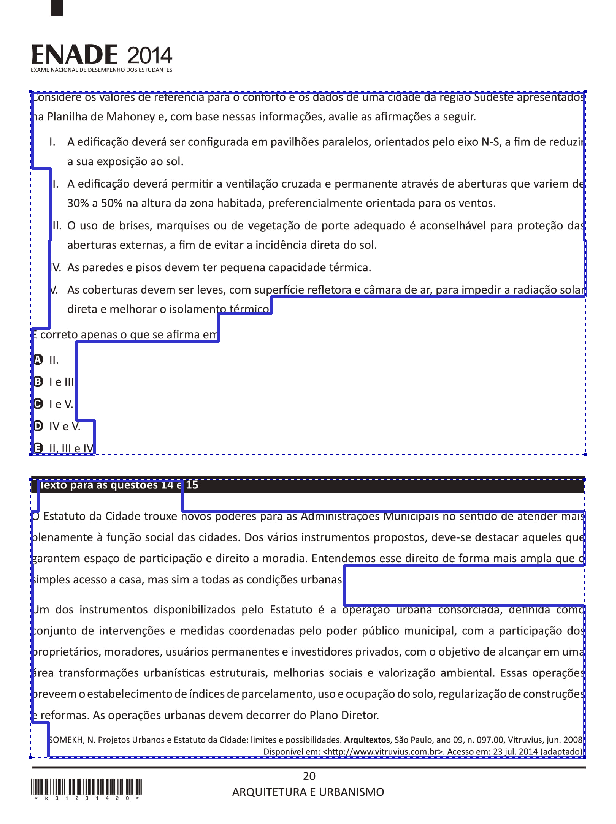 ENADE 2014
EXAME NACIONAL DE DESEMPENHO DOS ESTUDANTES
Considere os valores de referência para o conforto e os dados de uma cidade da região Sudeste apresentados
na Planilha de Mahoney e, com base nessas informações, avalie as afirmações a seguir.
I. A edificação deverá ser configurada em pavilhões paralelos, orientados pelo eixo N-S, a fim de reduzir
a sua exposição ao sol.
II. A edificação deverá permitir a ventilação cruzada e permanente através de aberturas que variem de
30% a 50% na altura da zona habitada, preferencialmente orientada para os ventos.
III. O uso de brises, marquises ou de vegetação de porte adequado é aconselhável para proteção das
aberturas externas, a fim de evitar a incidência direta do sol.
IV. As paredes e pisos devem ter pequena capacidade térmica.
V. As coberturas devem ser leves, com superfície refletora e câmara de ar, para impedir a radiação solar
direta e melhorar o isolamento térmico.
É correto apenas o que se afirma em
A II.
B I e III.
C I e V.
D IV e V.
E II, III e IV.
Texto para as questões 14 e 15
O Estatuto da Cidade trouxe novos poderes para as Administrações Municipais no sentido de atender mais
plenamente à função social das cidades. Dos vários instrumentos propostos, deve-se destacar aqueles que
garantem espaço de participação e direito a moradia. Entendemos esse direito de forma mais ampla que o
simples acesso a casa, mas sim a todas as condições urbanas.
Um dos instrumentos disponibilizados pelo Estatuto é a operação urbana consorciada, definida como
conjunto de intervenções e medidas coordenadas pelo poder público municipal, com a participação dos
proprietários, moradores, usuários permanentes e investidores privados, com o objetivo de alcançar em uma
área transformações urbanísticas estruturais, melhorias sociais e valorização ambiental. Essas operações
preveem o estabelecimento de índices de parcelamento, uso e ocupação do solo, regularização de construções
e reformas. As operações urbanas devem decorrer do Plano Diretor.
SOMEKH, N. Projetos Urbanos e Estatuto da Cidade: limites e possibilidades. Arquitextos, São Paulo, ano 09, n. 097.00, Vitruvius, jun. 2008.
Disponível em: <http://www.vitruvius.com.br>. Acesso em: 23 jul. 2014 (adaptado).
20
ARQUITETURA E URBANISMO